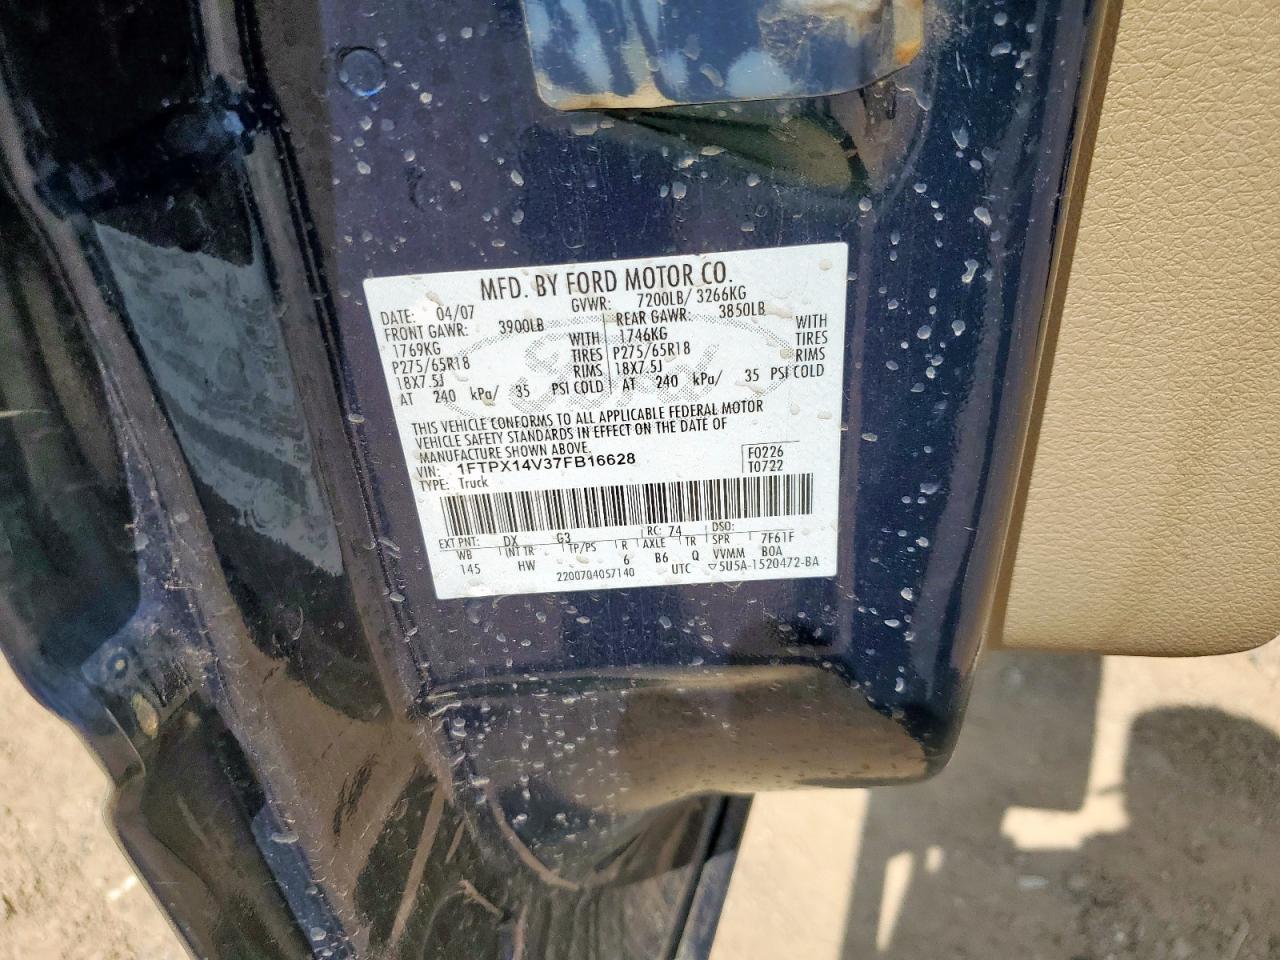 MFD. BY FORD MOTOR CO.
DATE: 04/07 GVWR: 7200LB/ 3266KG
FRONT GAWR: 3900LB REAR GAWR: 3850LB
1769KG WITH 1746KG WITH
P275/65R18 TIRES P275/65R18 TIRES
18X7.5J RIMS 18X7.5J RIMS
AT 240 kPa/ 35 PSI COLD AT 240 kPa/ 35 PSI COLD
THIS VEHICLE CONFORMS TO ALL APPLICABLE FEDERAL MOTOR
VEHICLE SAFETY STANDARDS IN EFFECT ON THE DATE OF
MANUFACTURE SHOWN ABOVE.
VIN: 1FTPX14V37FB16628 F0226
TYPE: Truck T0722
EXT PNT: DX G3 RC: 74 DSO:
WB INT TR TP/PS R AXLE TR SPR 7F61F
145 HW 6 B6 Q VVMM BOA
2200704057140 UTC ▽5U5A-1520472-BA
Ford